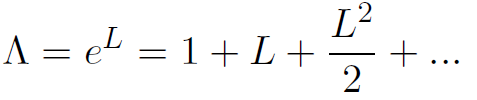 Λ = e^L = 1 + L + L^2/2 + ...